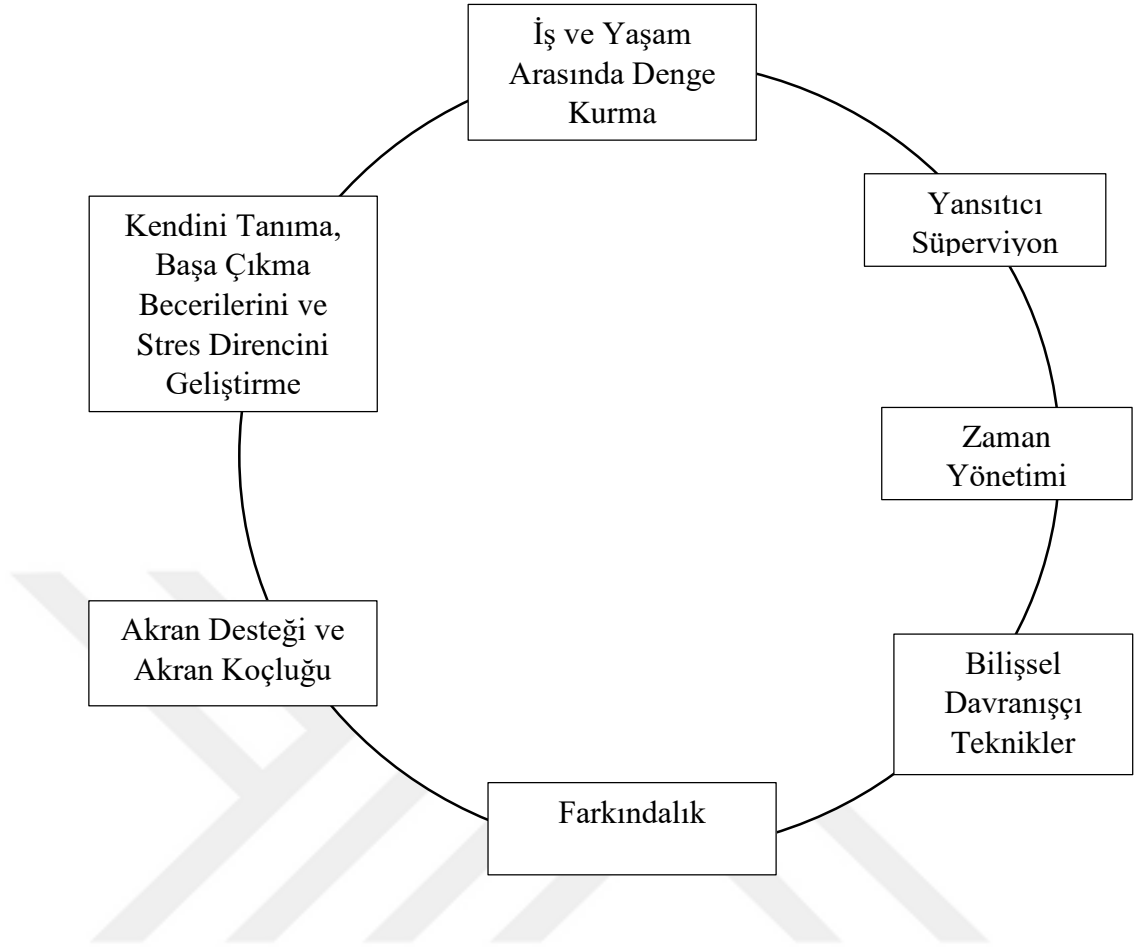 İş ve Yaşam
Arasında Denge
Kurma
Yansıtıcı
Süperviyon
Zaman
Yönetimi
Bilişsel
Davranışçı
Teknikler
Farkındalık
Akran Desteği ve
Akran Koçluğu
Kendini Tanıma,
Başa Çıkma
Becerilerini ve
Stres Direncini
Geliştirme